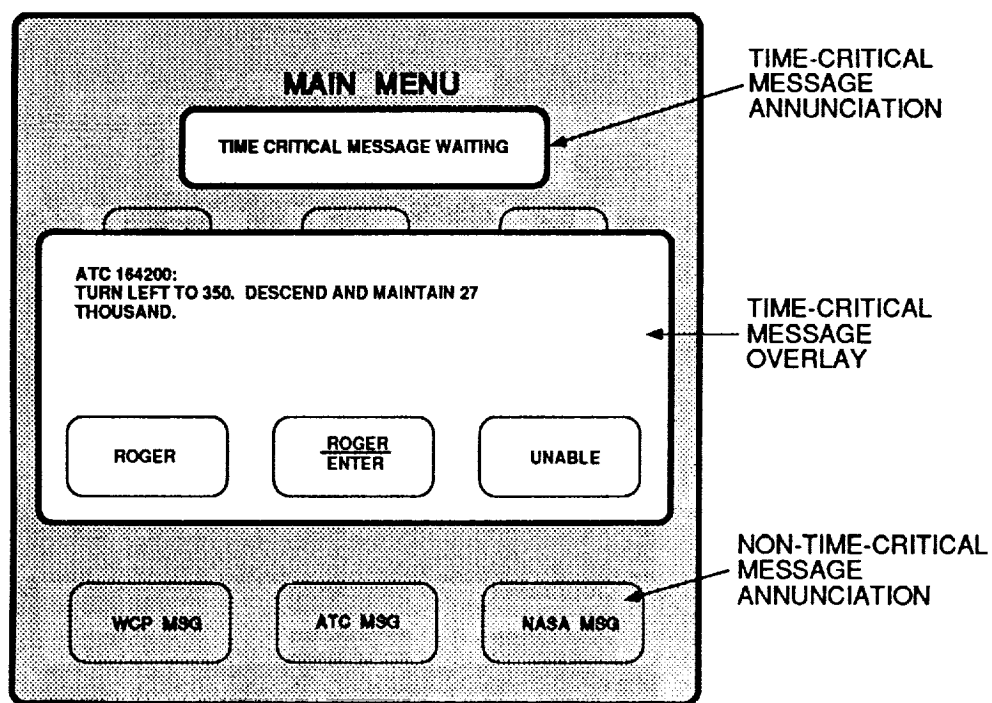 MAIN MENU
TIME CRITICAL MESSAGE WAITING
TIME-CRITICAL
MESSAGE
ANNUNCIATION
ATC 164200:
TURN LEFT TO 350. DESCEND AND MAINTAIN 27
THOUSAND.
TIME-CRITICAL
MESSAGE
OVERLAY
ROGER
ROGER
ENTER
UNABLE
NON-TIME-CRITICAL
MESSAGE
ANNUNCIATION
WCP MSG
ATC MSG
NASA MSG